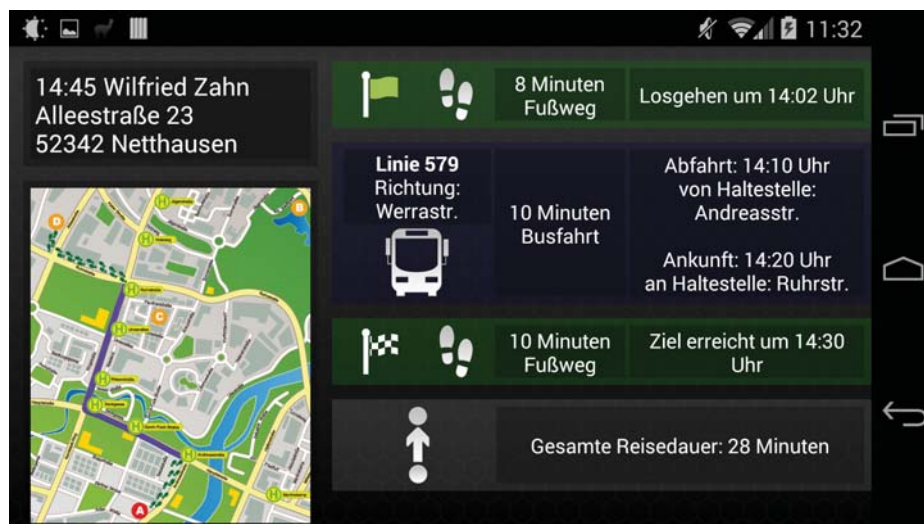 11:32
14:45 Wilfried Zahn
Alleestraße 23
52342 Netthausen
8 Minuten
Fußweg
Losgehen um 14:02 Uhr
Linie 579
Richtung:
Werrastr.
10 Minuten
Busfahrt
Abfahrt: 14:10 Uhr
von Haltestelle:
Andreasstr.
Ankunft: 14:20 Uhr
an Haltestelle: Ruhrstr.
10 Minuten
Fußweg
Ziel erreicht um 14:30
Uhr
Gesamte Reisedauer: 28 Minuten
D
B
C
A
H
H
H
H
H
H
H
H
H